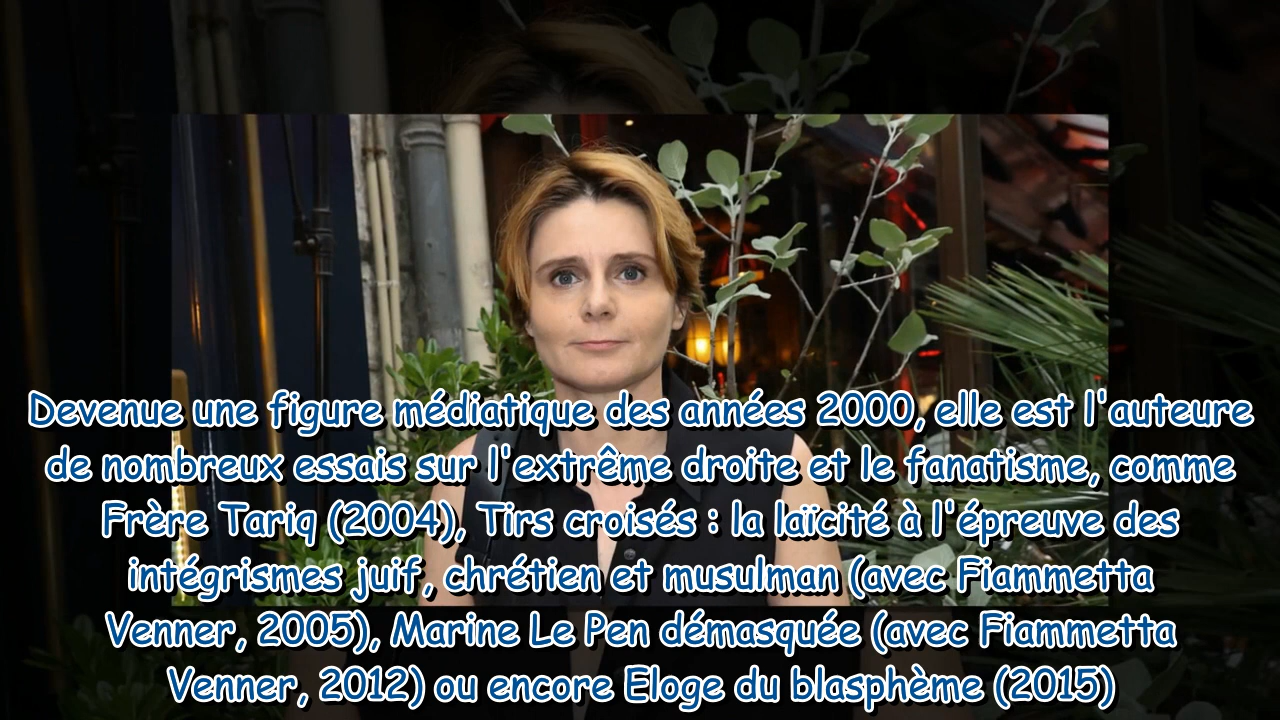 Devenue une figure médiatique des années 2000, elle est l'auteure
de nombreux essais sur l'extrême droite et le fanatisme, comme
Frère Tariq (2004), Tirs croisés : la laïcité à l'épreuve des
intégrismes juif, chrétien et musulman (avec Fiammetta
Venner, 2005), Marine Le Pen démasquée (avec Fiammetta
Venner, 2012) ou encore Eloge du blasphème (2015)